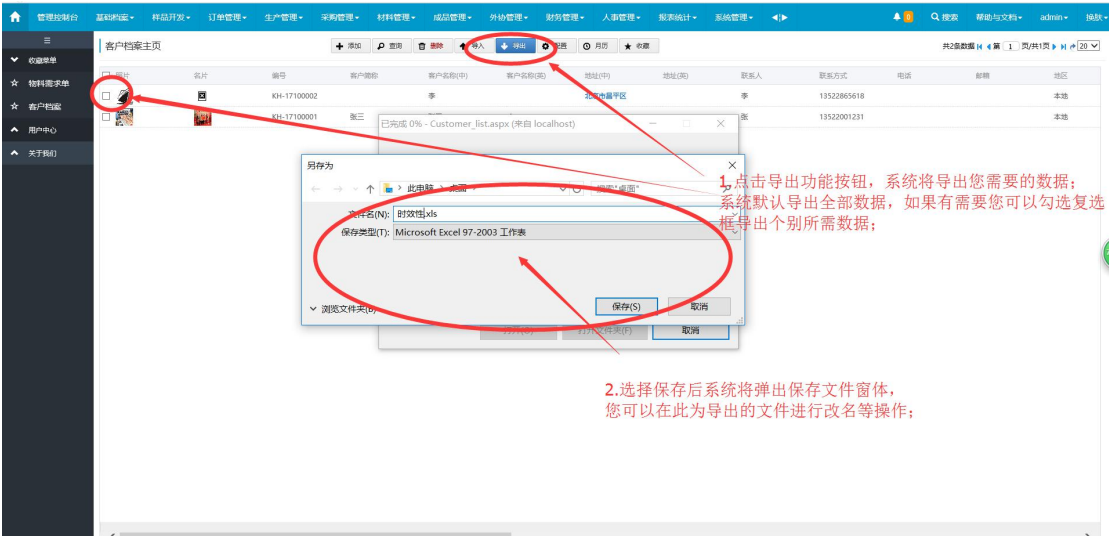 管理控制台 基础档案 样品开发 订单管理 生产管理 采购管理 材料管理 成品管理 外协管理 财务管理 人事管理 报表统计 系统管理 搜索 帮助与文档 admin 换肤
收藏菜单
物料需求单
客户档案
用户中心
关于我们
客户档案主页 添加 查询 删除 导入 导出 配置 月历 收藏 共2条数据 第 1 页/共1页 20
照片 名片 编号 客户简称 客户名称(中) 客户名称(英) 地址(中) 地址(英) 联系人 联系方式 电话 邮箱 地区
KH-17100002 李 北京市昌平区 李 13522865618 本地
KH-17100001 张三 张 13522001231 本地
已完成 0% - Customer_list.aspx (来自 localhost)
另存为
此电脑 > 桌面 搜索"桌面"
文件名(N): 时效性.xls
保存类型(T): Microsoft Excel 97-2003 工作表
浏览文件夹(B)
保存(S) 取消
打开文件夹(F) 取消
1.点击导出功能按钮，系统将导出您需要的数据；
系统默认导出全部数据，如果有需要您可以勾选复选
框导出个别所需数据；
2.选择保存后系统将弹出保存文件窗体，
您可以在此为导出的文件进行改名等操作；